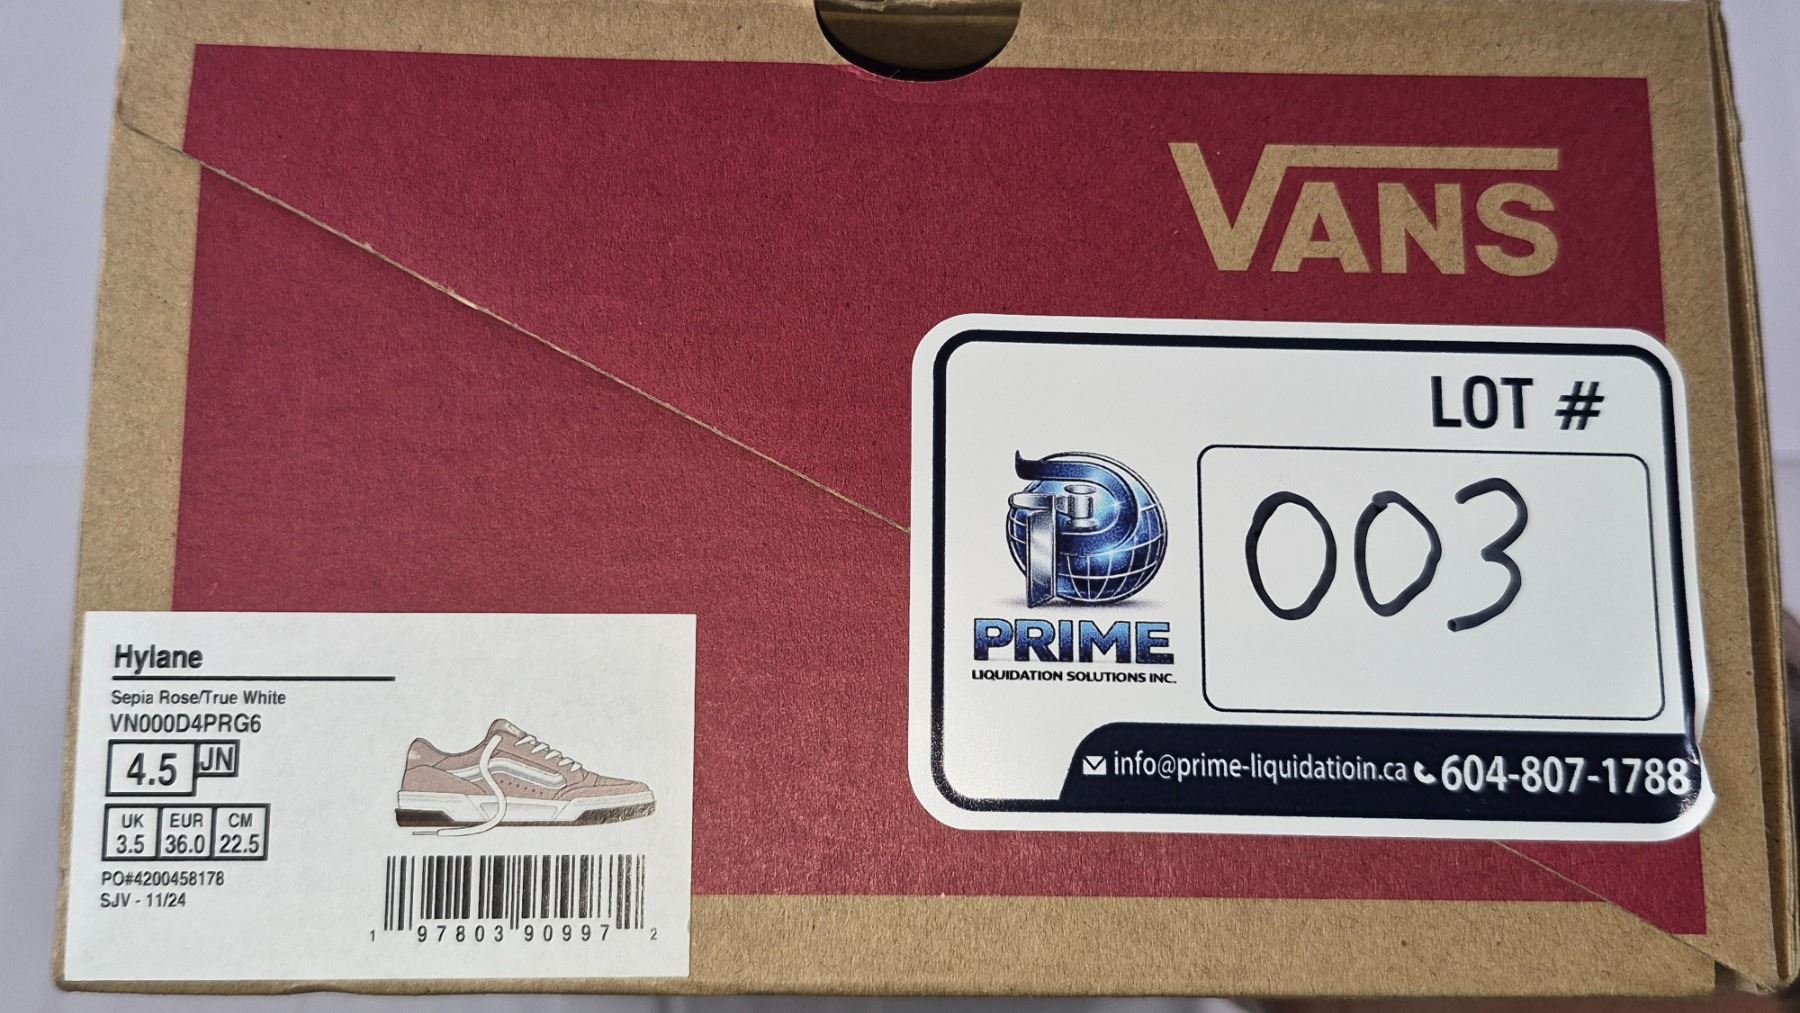 VANS
LOT #
003
PRIME
LIQUIDATION SOLUTIONS INC.
info@prime-liquidatioin.ca 604-807-1788
Hylane
Sepia Rose/True White
VN000D4PRG6
4.5 JN
UK EUR CM
3.5 36.0 22.5
PO#4200458178
SJV - 11/24
1 97803 90997 2